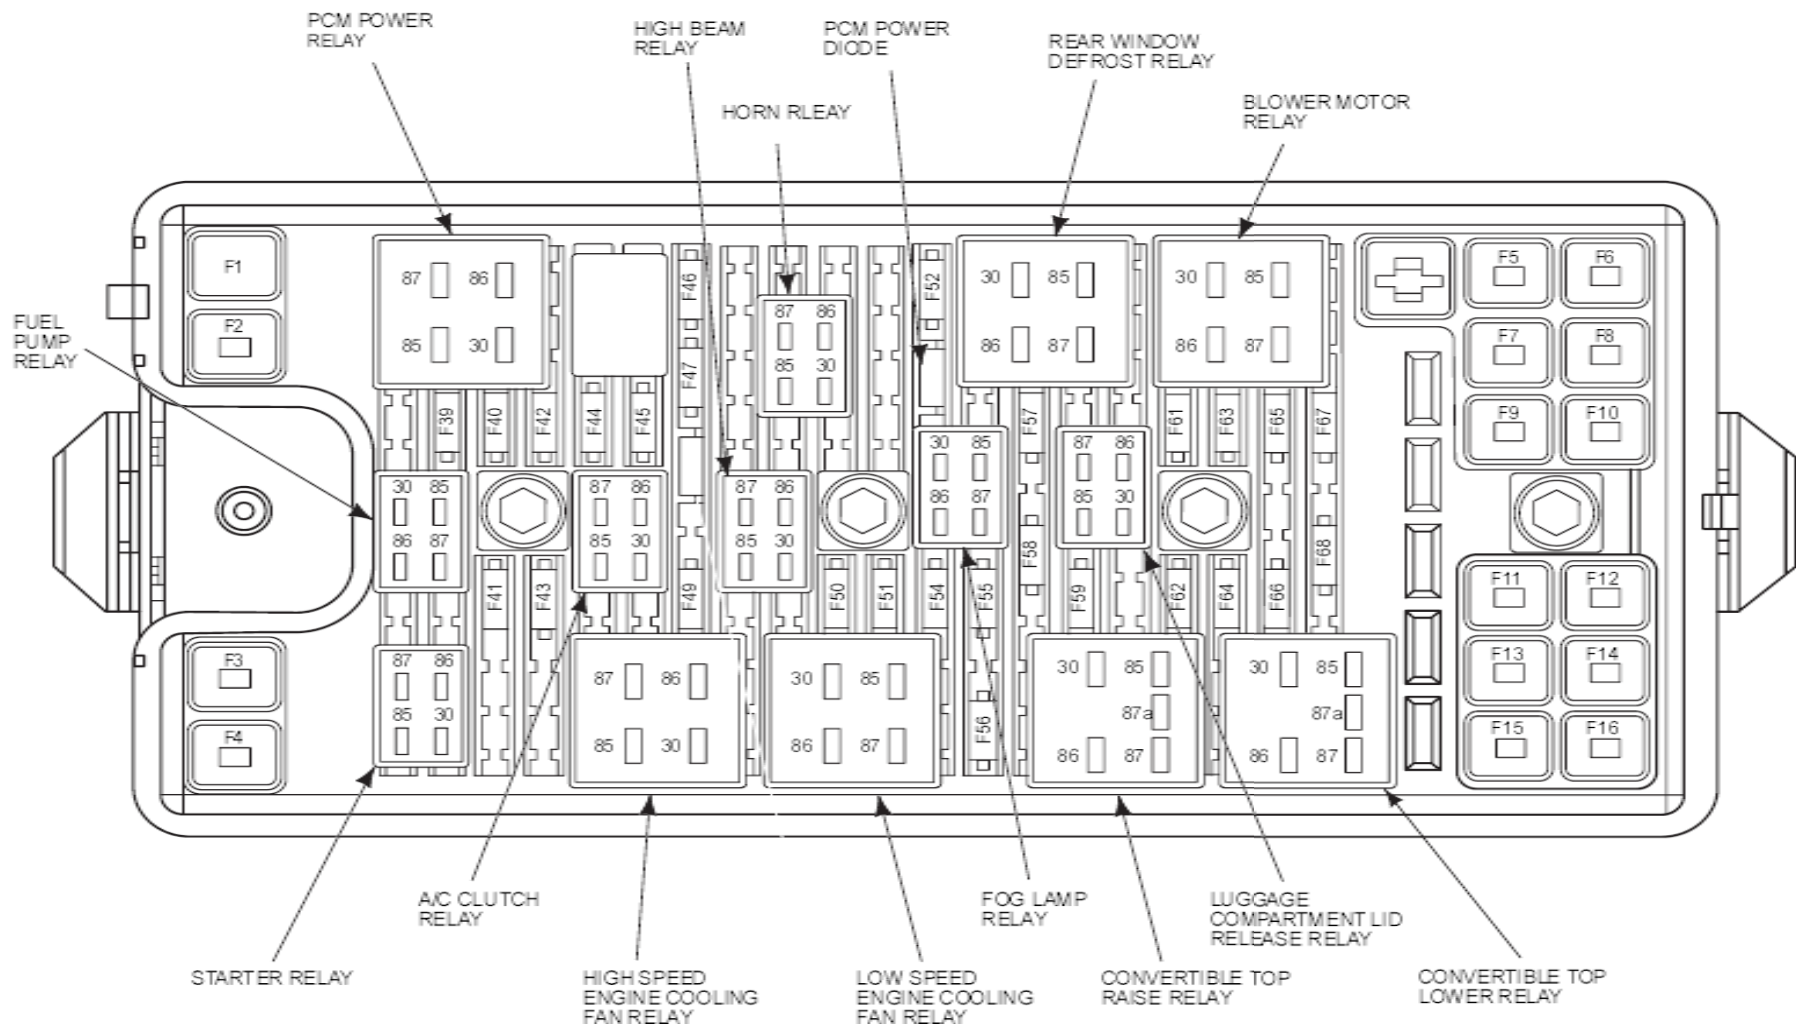 PCM POWER
RELAY
HIGH BEAM
RELAY
PCM POWER
DIODE
REAR WINDOW
DEFROST RELAY
HORN RLEAY
BLOWER MOTOR
RELAY
FUEL
PUMP
RELAY
F1
F2
87 86
85 30
F46
F47
87 86
85 30
F52
30 85
86 87
30 85
86 87
F5 F6
F7 F8
F9 F10
F39 F40 F42 F44 F45
F57 F61 F63 F65 F67
30 85
86 87
87 86
85 30
87 86
85 30
30 85
86 87
87 86
85 30
F58
F68
F41 F43 F49 F50 F51 F54 F55 F59 F62 F64 F66
F11 F12
F13 F14
F15 F16
F3
F4
87 86
85 30
87 86
85 30
30 85
86 87
F56
30 85
87a
86 87
30 85
87a
86 87
A/C CLUTCH
RELAY
FOG LAMP
RELAY
LUGGAGE
COMPARTMENT LID
RELEASE RELAY
STARTER RELAY
HIGH SPEED
ENGINE COOLING
FAN RELAY
LOW SPEED
ENGINE COOLING
FAN RELAY
CONVERTIBLE TOP
RAISE RELAY
CONVERTIBLE TOP
LOWER RELAY